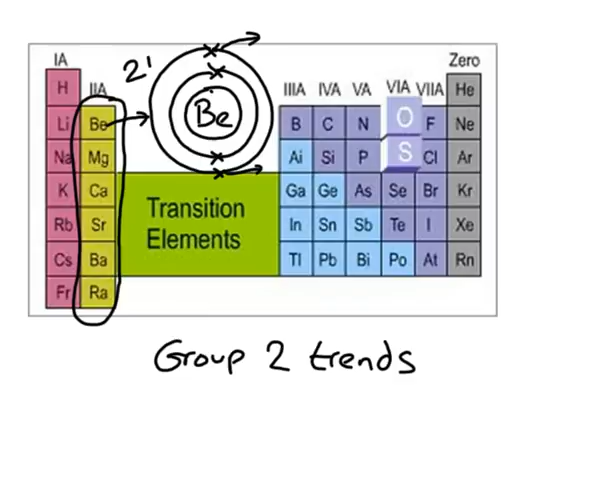 IA Zero
H 2' IIA IIIA IVA VA VIA VIIA He
Li Be Be B C N O F Ne
Na Mg Ai Si P S Cl Ar
K Ca Transition Elements Ga Ge As Se Br Kr
Rb Sr In Sn Sb Te I Xe
Cs Ba Tl Pb Bi Po At Rn
Fr Ra
Group 2 trends